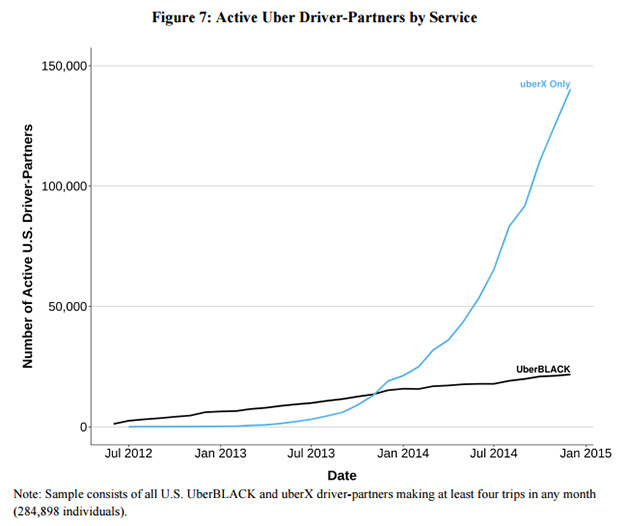 Figure 7: Active Uber Driver-Partners by Service
150,000
uberX Only
100,000
Number of Active U.S. Driver-Partners
50,000
UberBLACK
0
Jul 2012 Jan 2013 Jul 2013 Jan 2014 Jul 2014 Jan 2015
Date
Note: Sample consists of all U.S. UberBLACK and uberX driver-partners making at least four trips in any month
(284,898 individuals).